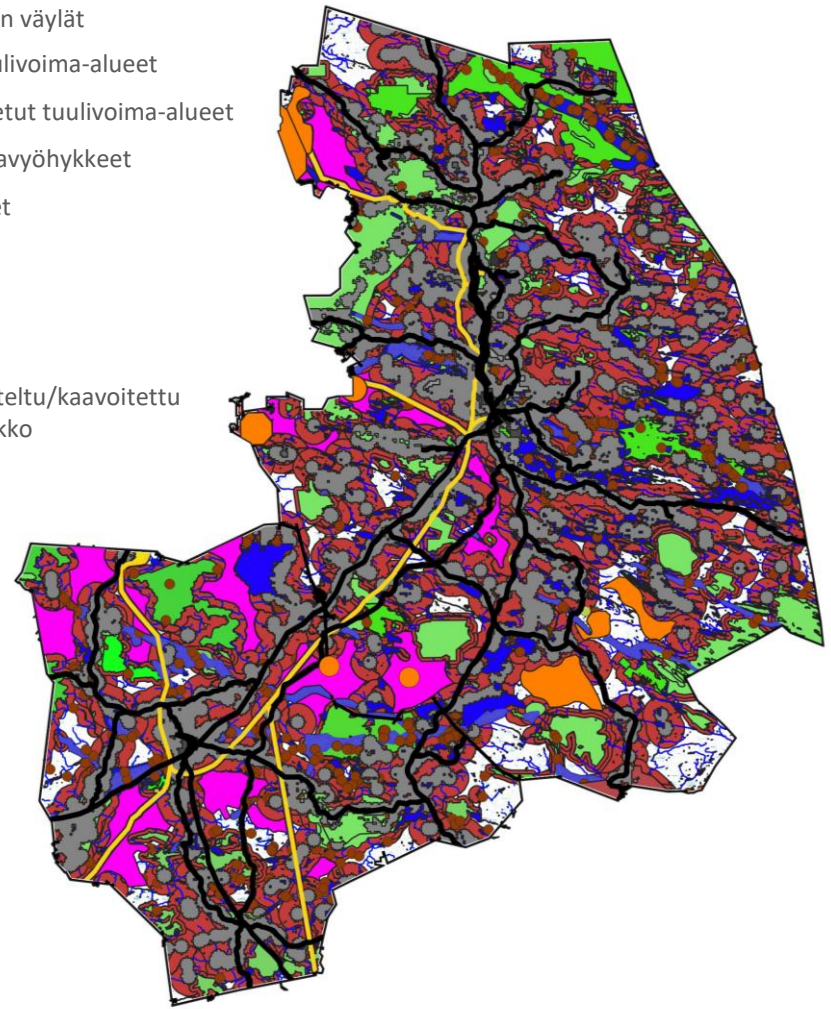 n väylät
ulivoima-alueet
etut tuulivoima-alueet
avyöhykkeet
et
teltu/kaavoitettu
kko